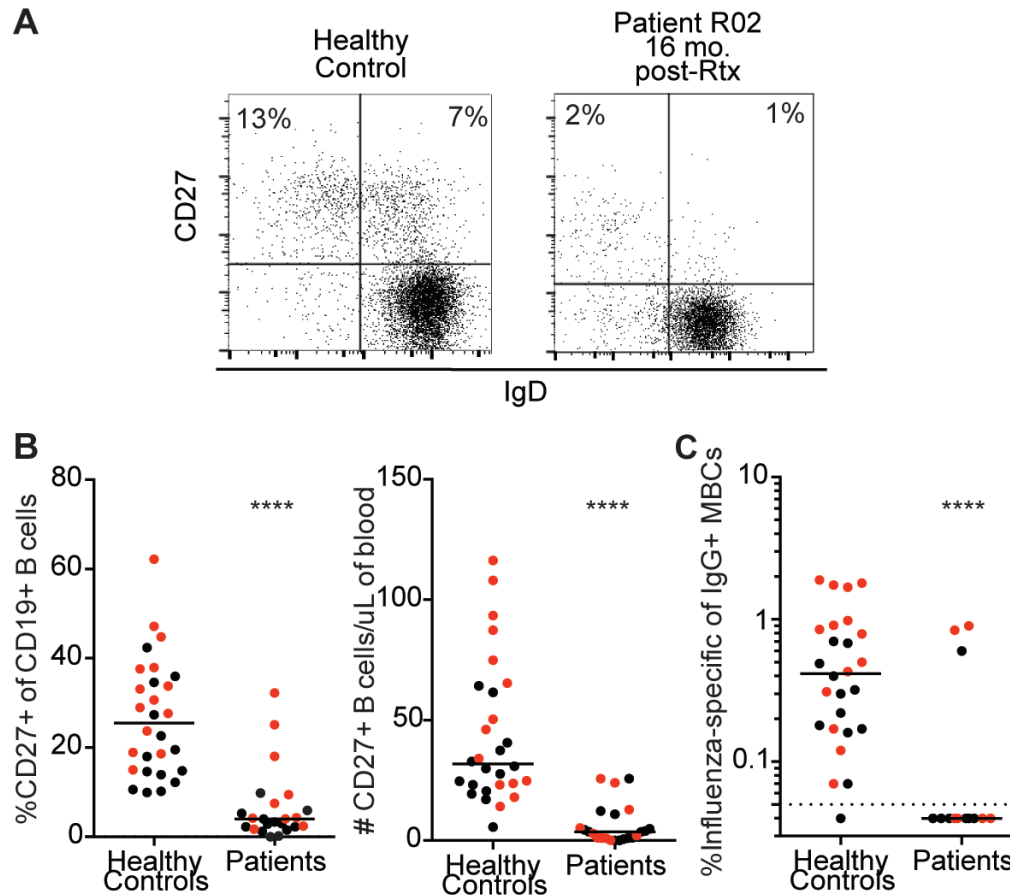 A
Healthy
Control
Patient R02
16 mo.
post-Rtx
13%
7%
2%
1%
CD27
IgD
B
%CD27+ of CD19+ B cells
80
60
40
20
0
****
Healthy
Controls
Patients
# CD27+ B cells/uL of blood
150
100
50
0
****
Healthy
Controls
Patients
C
%Influenza-specific of IgG+ MBCs
10
1
0.1
****
Healthy
Controls
Patients